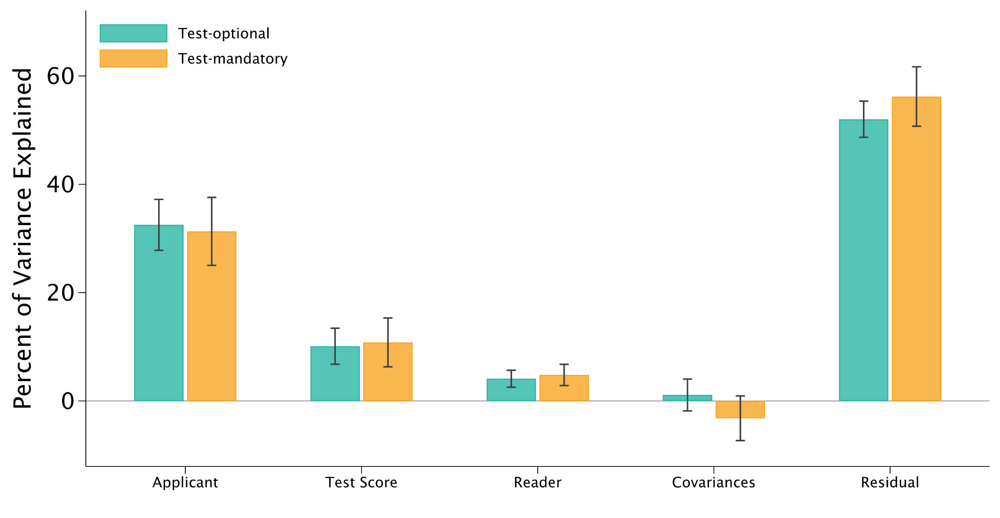 Test-optional
Test-mandatory
Percent of Variance Explained
60
40
20
0
Applicant
Test Score
Reader
Covariances
Residual